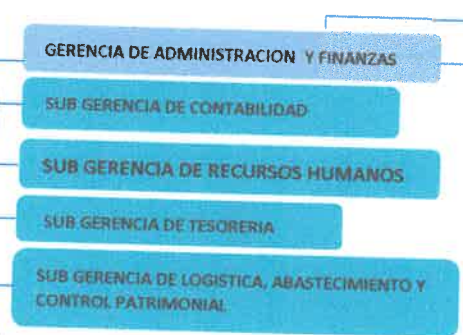 GERENCIA DE ADMINISTRACION Y FINANZAS
SUB GERENCIA DE CONTABILIDAD
SUB GERENCIA DE RECURSOS HUMANOS
SUB GERENCIA DE TESORERIA
SUB GERENCIA DE LOGISTICA, ABASTECIMIENTO Y
CONTROL PATRIMONIAL